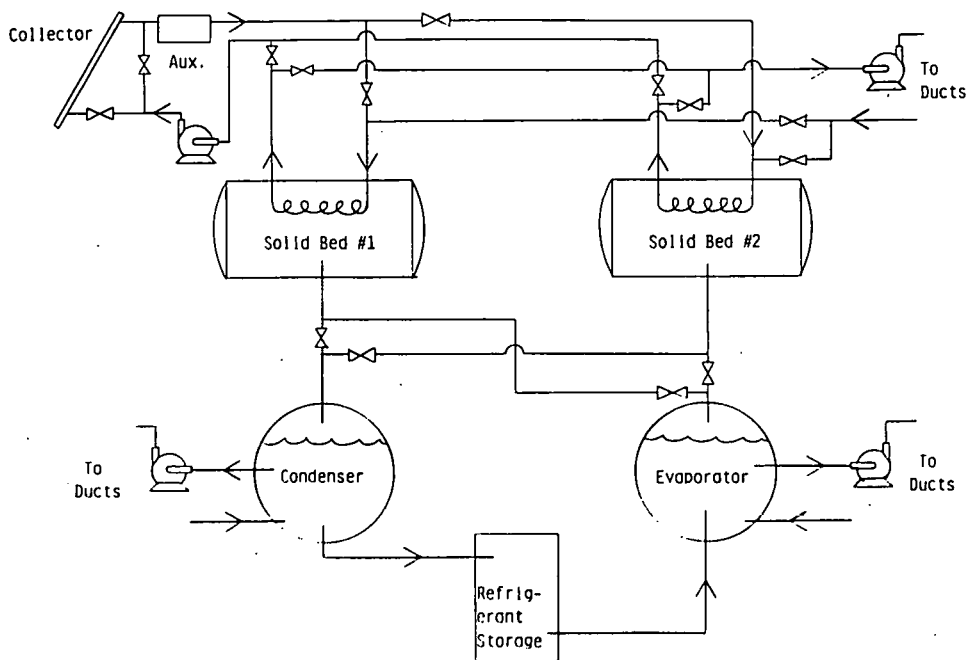 Collector
Aux.
To
Ducts
Solid Bed #1
Solid Bed #2
To
Ducts
Condenser
Evaporator
To
Ducts
Refrig-
erant
Storage